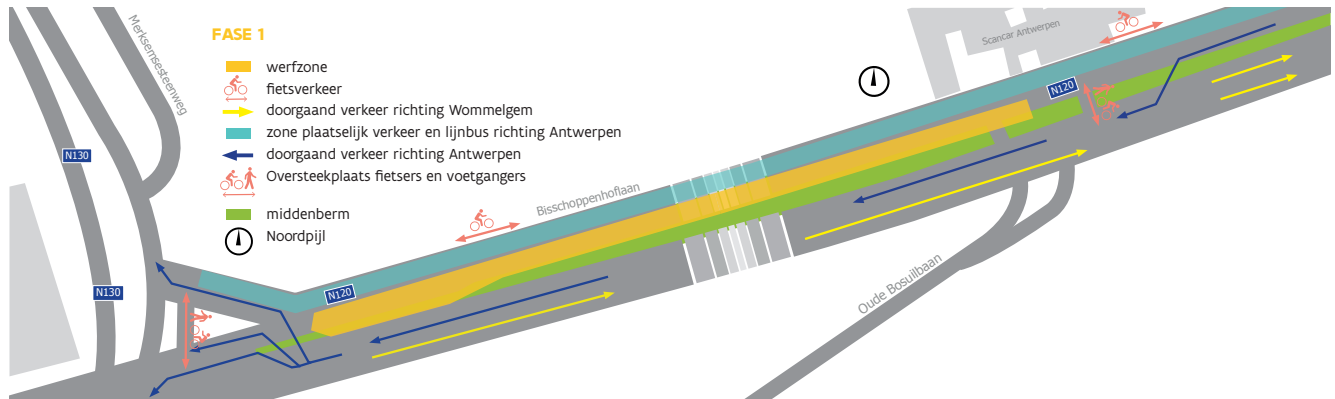 FASE 1
werfzone
fietsverkeer
doorgaand verkeer richting Wommelgem
zone plaatselijk verkeer en lijnbus richting Antwerpen
doorgaand verkeer richting Antwerpen
Oversteekplaats fietsers en voetgangers
middenberm
Noordpijl
Merksemsesteenweg
N130
N130
N120
Bisschoppenhoflaan
Oude Bosuilbaan
Scancar Antwerpen
N120